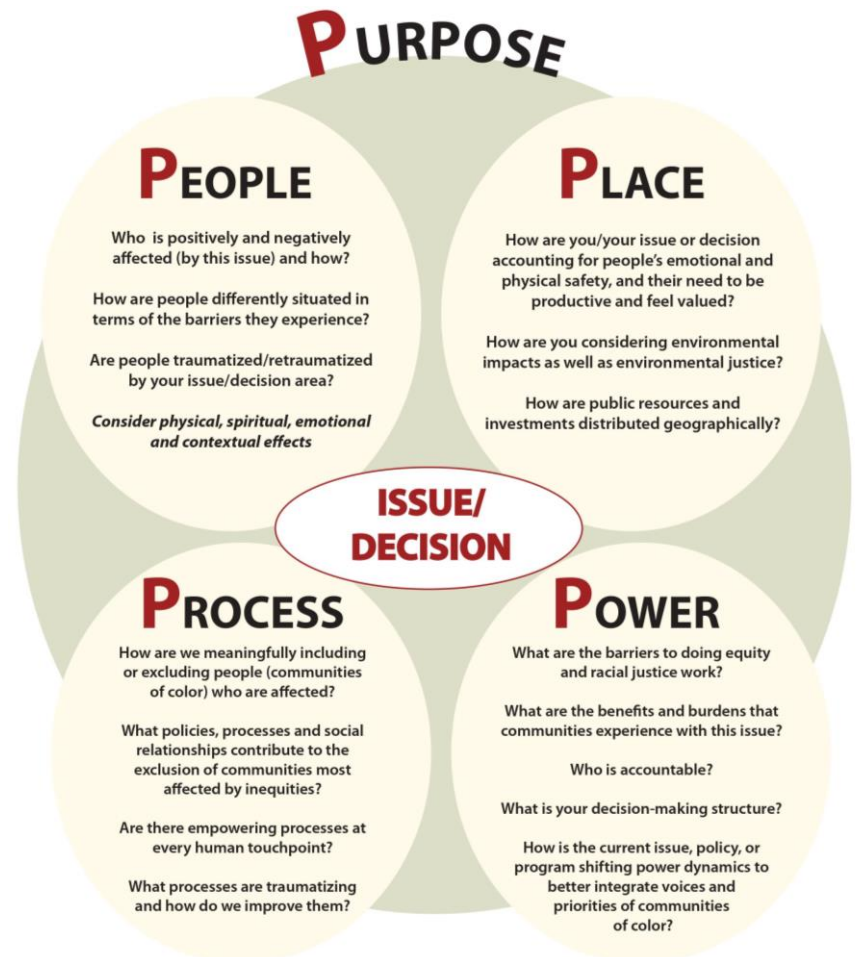 PURPOSE
PEOPLE
Who is positively and negatively
affected (by this issue) and how?
How are people differently situated in
terms of the barriers they experience?
Are people traumatized/retraumatized
by your issue/decision area?
Consider physical, spiritual, emotional
and contextual effects
PLACE
How are you/your issue or decision
accounting for people's emotional and
physical safety, and their need to be
productive and feel valued?
How are you considering environmental
impacts as well as environmental justice?
How are public resources and
investments distributed geographically?
ISSUE/
DECISION
PROCESS
How are we meaningfully including
or excluding people (communities
of color) who are affected?
What policies, processes and social
relationships contribute to the
exclusion of communities most
affected by inequities?
Are there empowering processes at
every human touchpoint?
What processes are traumatizing
and how do we improve them?
POWER
What are the barriers to doing equity
and racial justice work?
What are the benefits and burdens that
communities experience with this issue?
Who is accountable?
What is your decision-making structure?
How is the current issue, policy, or
program shifting power dynamics to
better integrate voices and
priorities of communities
of color?